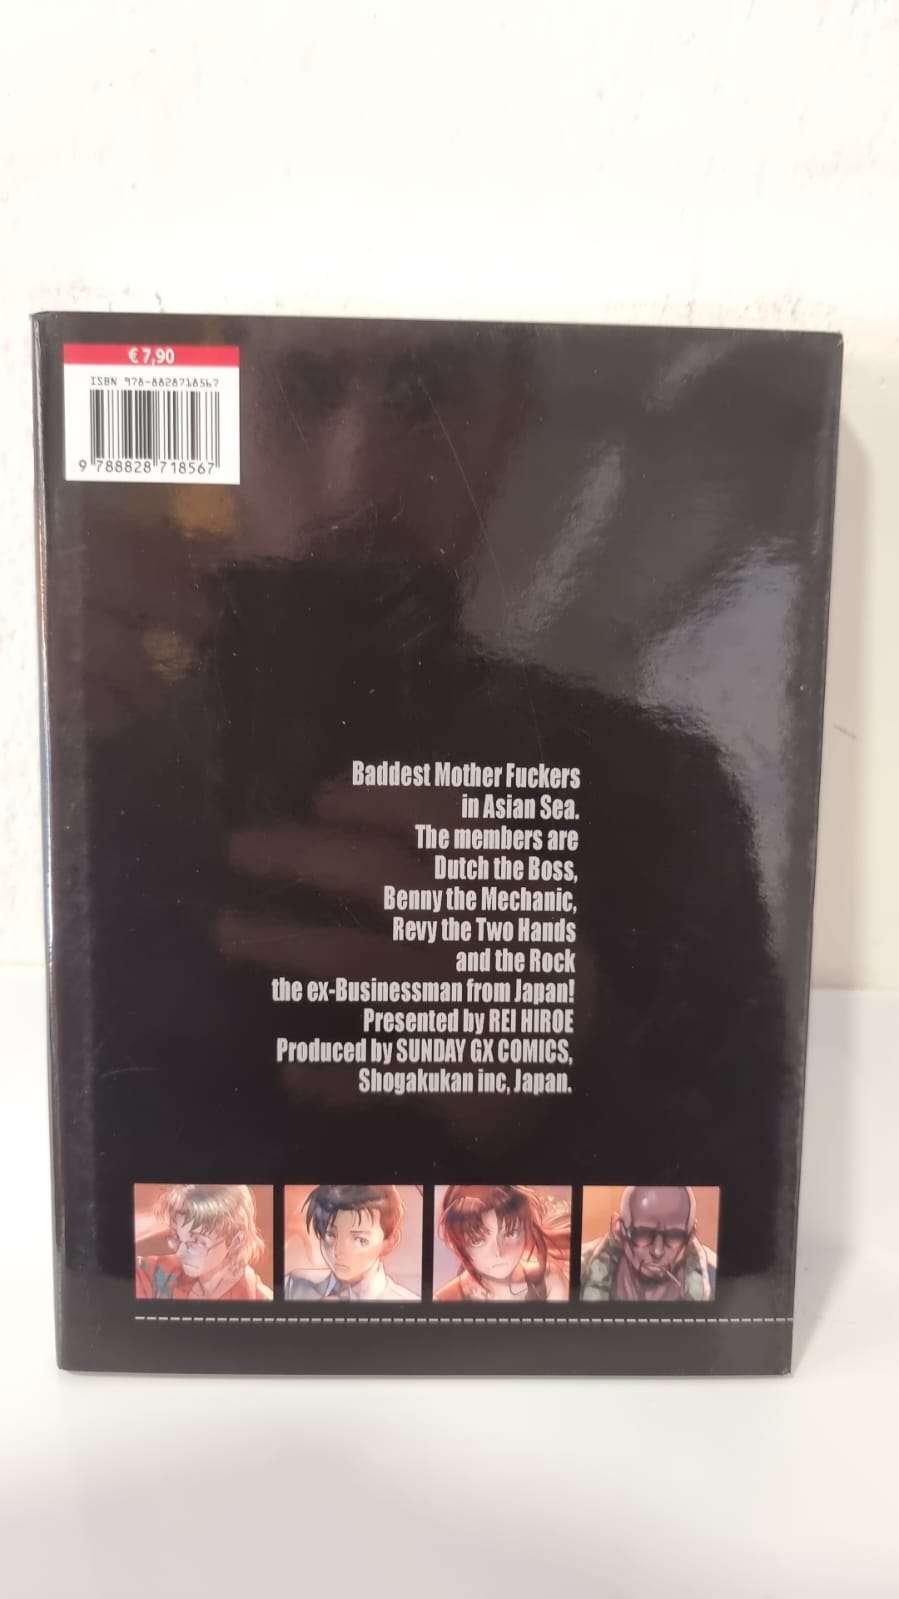 € 7,90
ISBN 978-8828718567
9 788828 718567
Baddest Mother Fuckers
in Asian Sea.
The members are
Dutch the Boss,
Benny the Mechanic,
Revy the Two Hands
and the Rock
the ex-Businessman from Japan!
Presented by REI HIROE
Produced by SUNDAY GX COMICS,
Shogakukan inc, Japan.